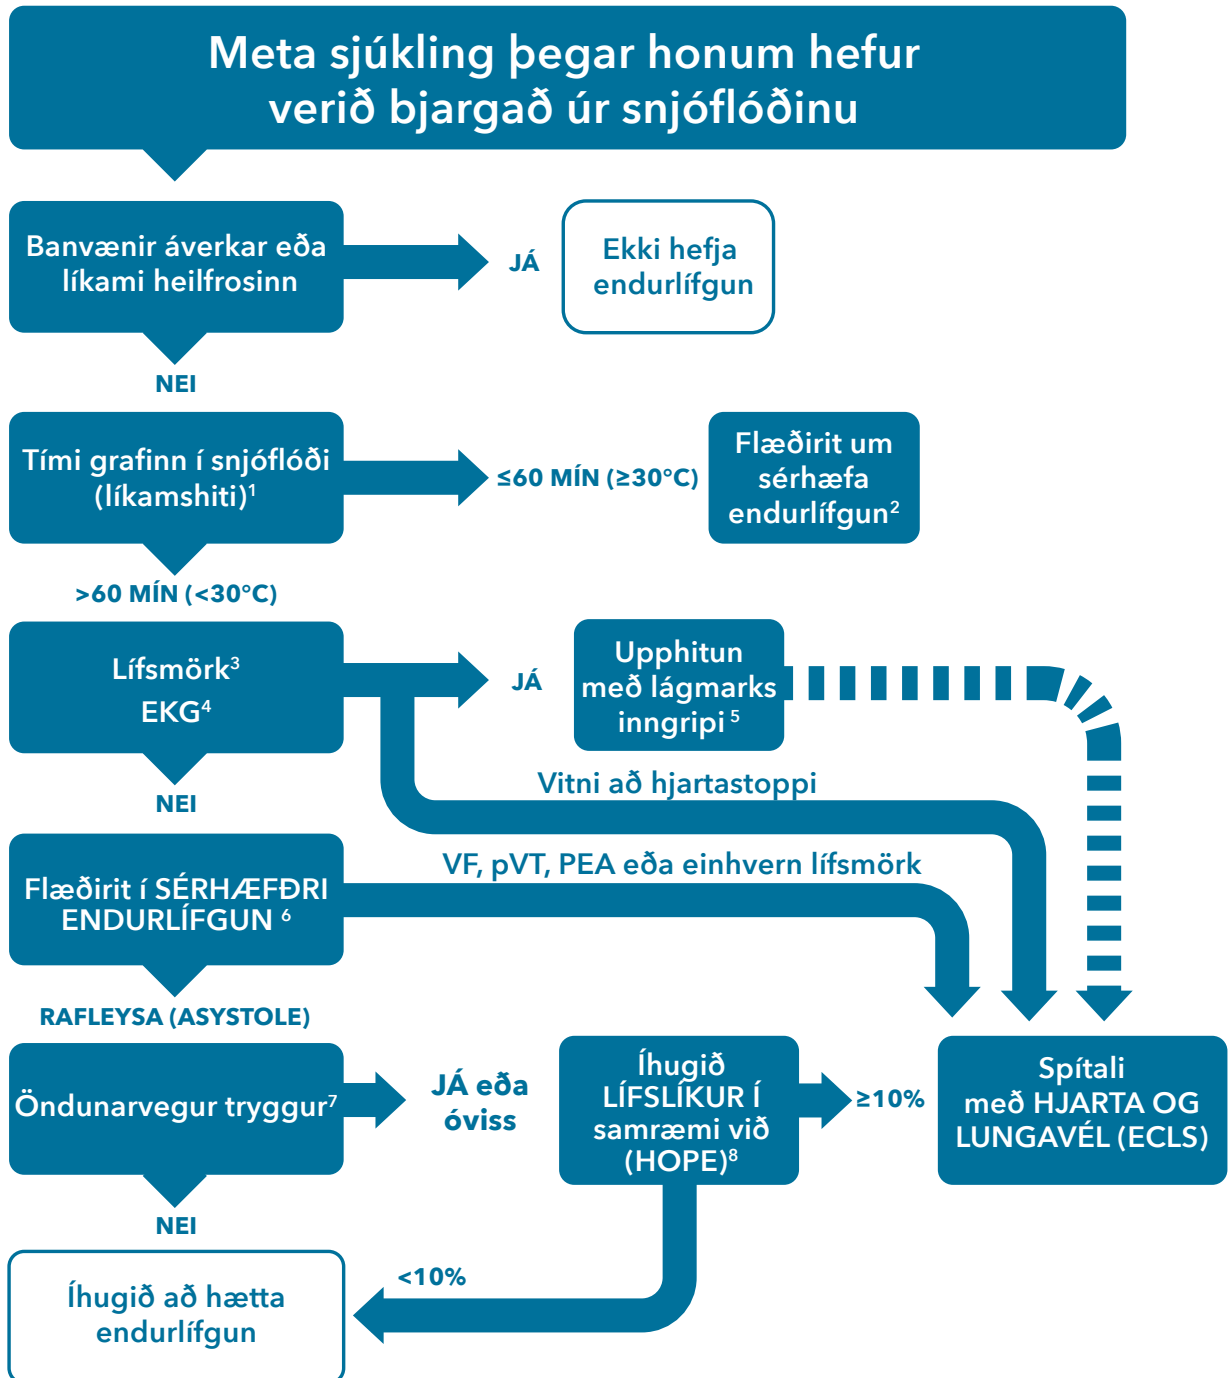 Meta sjúkling þegar honum hefur
verið bjargað úr snjóflóðinu
Banvænir áverkar eða
líkami heilfrosinn
JÁ
Ekki hefja
endurlífgun
NEI
Tími grafinn í snjóflóði
(líkamshiti)¹
≤60 MÍN (≥30°C)
Flæðirit um
sérhæfa
endurlífgun²
>60 MÍN (<30°C)
Lífsmörk³
EKG⁴
JÁ
Upphitun
með lágmarks
inngripi ⁵
NEI
Vitni að hjartastoppi
Flæðirit í SÉRHÆFÐRI
ENDURLÍFGUN ⁶
VF, pVT, PEA eða einhvern lífsmörk
RAFLEYSA (ASYSTOLE)
Öndunarvegur tryggur⁷
JÁ eða
óviss
Íhugið
LÍFSLÍKUR Í
samræmi við
(HOPE)⁸
≥10%
Spítali
með HJARTA OG
LUNGAVÉL (ECLS)
NEI
<10%
Íhugið að hætta
endurlífgun